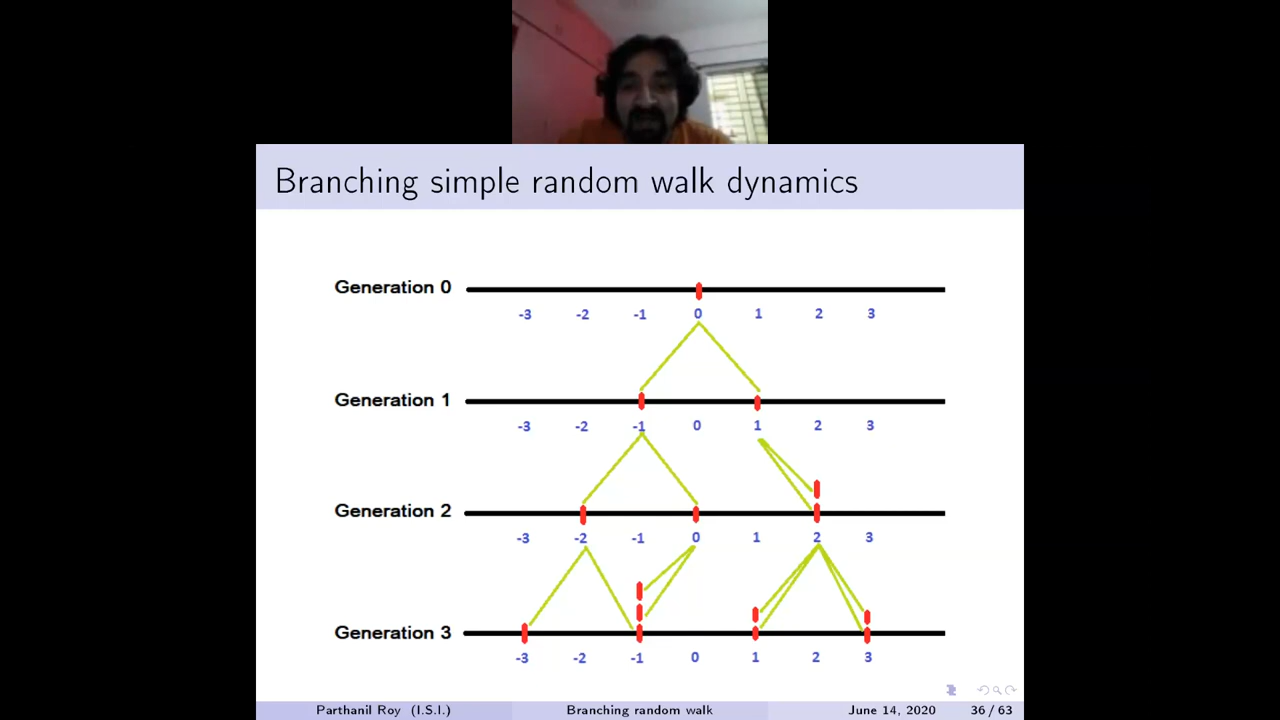 Branching simple random walk dynamics
Generation 0
-3 -2 -1 0 1 2 3
Generation 1
-3 -2 -1 0 1 2 3
Generation 2
-3 -2 -1 0 1 2 3
Generation 3
-3 -2 -1 0 1 2 3
Parthanil Roy (I.S.I.) Branching random walk June 14, 2020 36 / 63